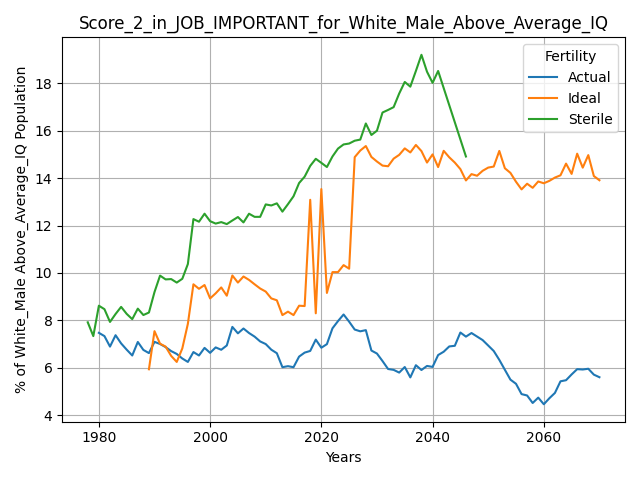 Score_2_in_JOB_IMPORTANT_for_White_Male_Above_Average_IQ
% of White_Male Above_Average_IQ Population
18
16
14
12
10
8
6
4
Fertility
Actual
Ideal
Sterile
1980
2000
2020
2040
2060
Years